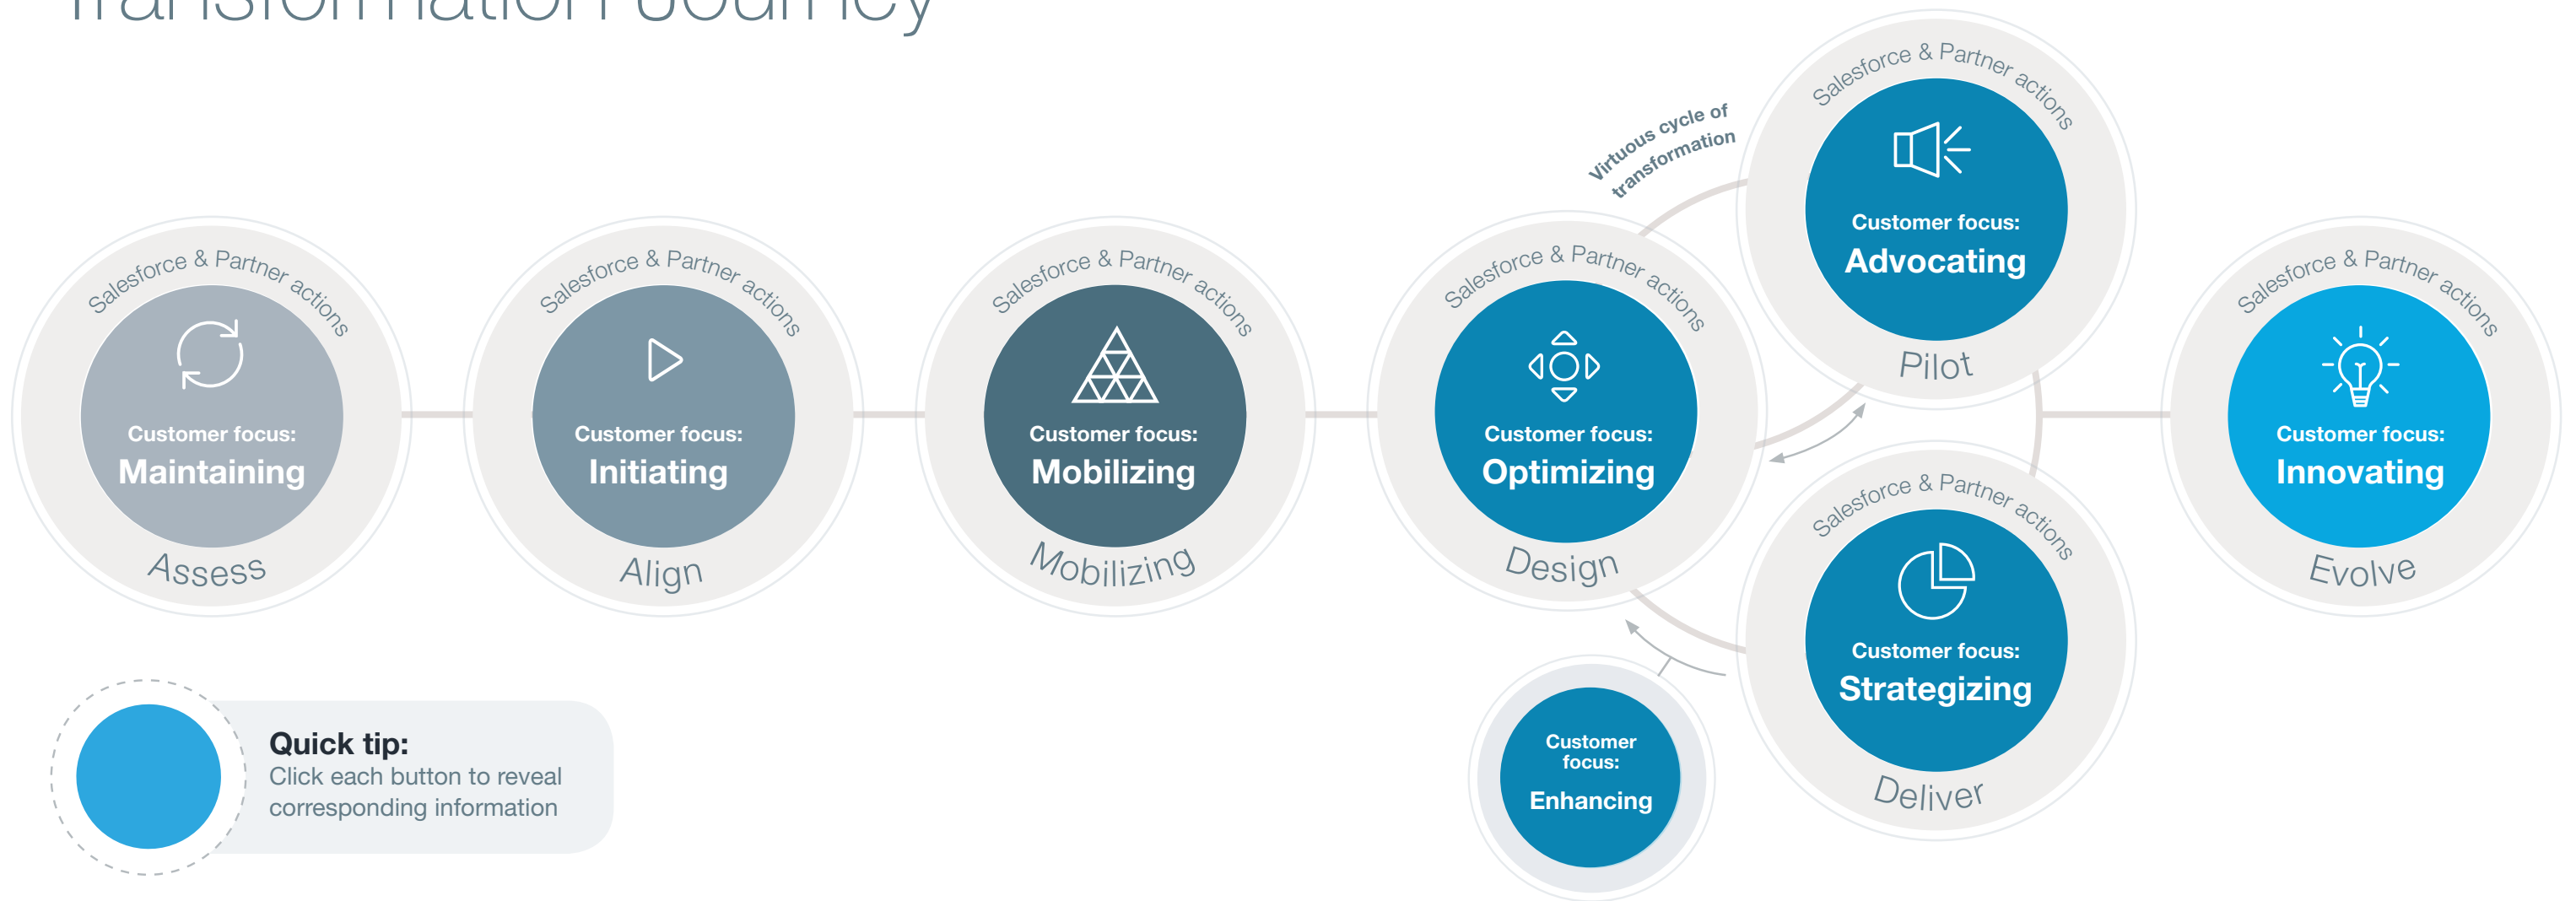 Transformation Journey
Salesforce & Partner actions
Customer focus:
Maintaining
Assess
Salesforce & Partner actions
Customer focus:
Initiating
Align
Salesforce & Partner actions
Customer focus:
Mobilizing
Mobilizing
Salesforce & Partner actions
Customer focus:
Optimizing
Design
Virtuous cycle of
transformation
Salesforce & Partner actions
Customer focus:
Advocating
Pilot
Salesforce & Partner actions
Customer focus:
Strategizing
Deliver
Customer
focus:
Enhancing
Salesforce & Partner actions
Customer focus:
Innovating
Evolve
Quick tip:
Click each button to reveal
corresponding information